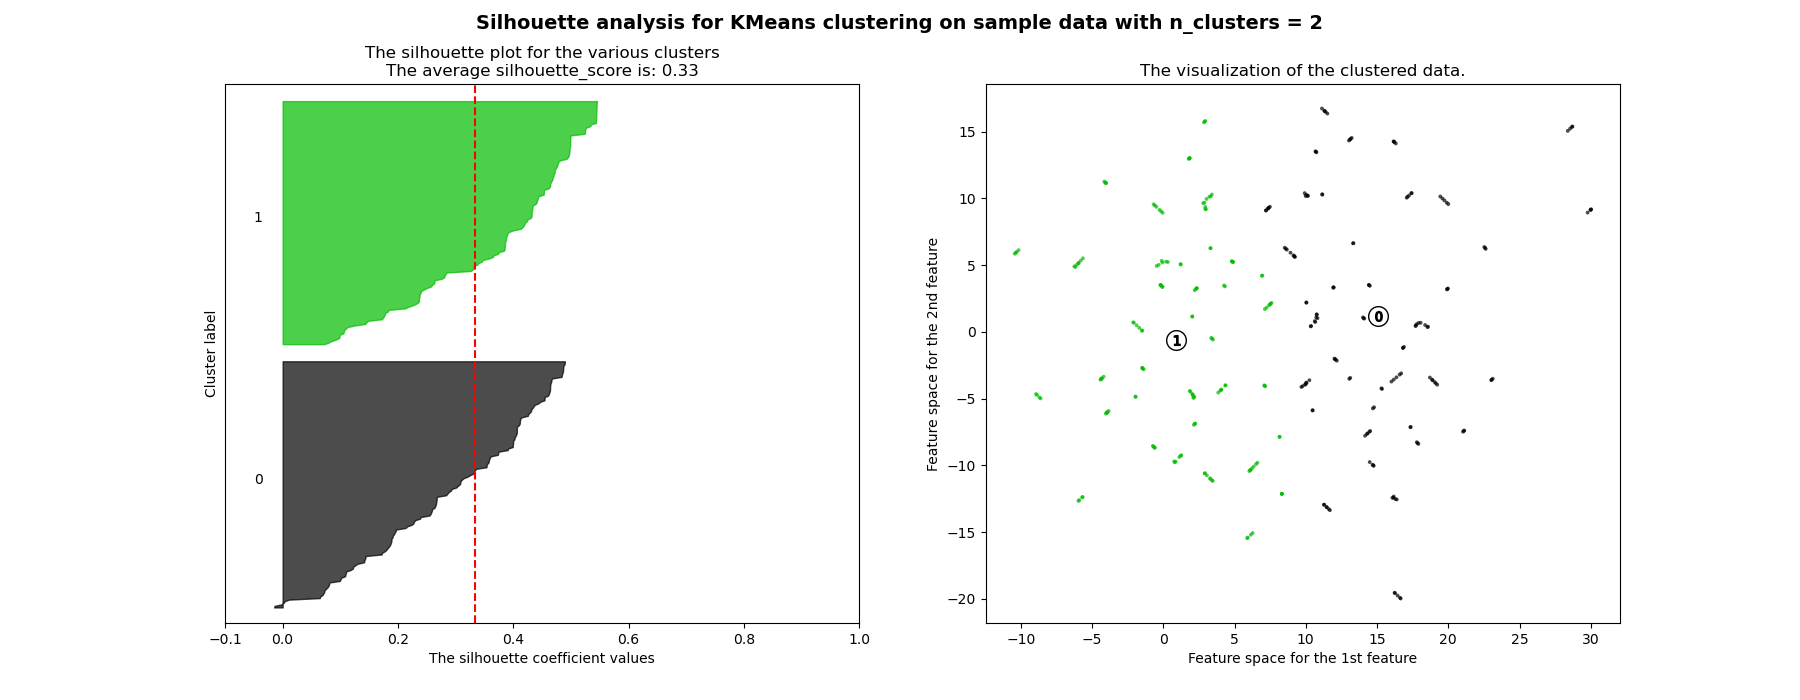 Silhouette analysis for KMeans clustering on sample data with n_clusters = 2
The silhouette plot for the various clusters
The average silhouette_score is: 0.33
Cluster label
1
0
−0.1 0.0 0.2 0.4 0.6 0.8 1.0
The silhouette coefficient values
The visualization of the clustered data.
Feature space for the 2nd feature
15
10
5
0
−5
−10
−15
−20
0
1
−10 −5 0 5 10 15 20 25 30
Feature space for the 1st feature